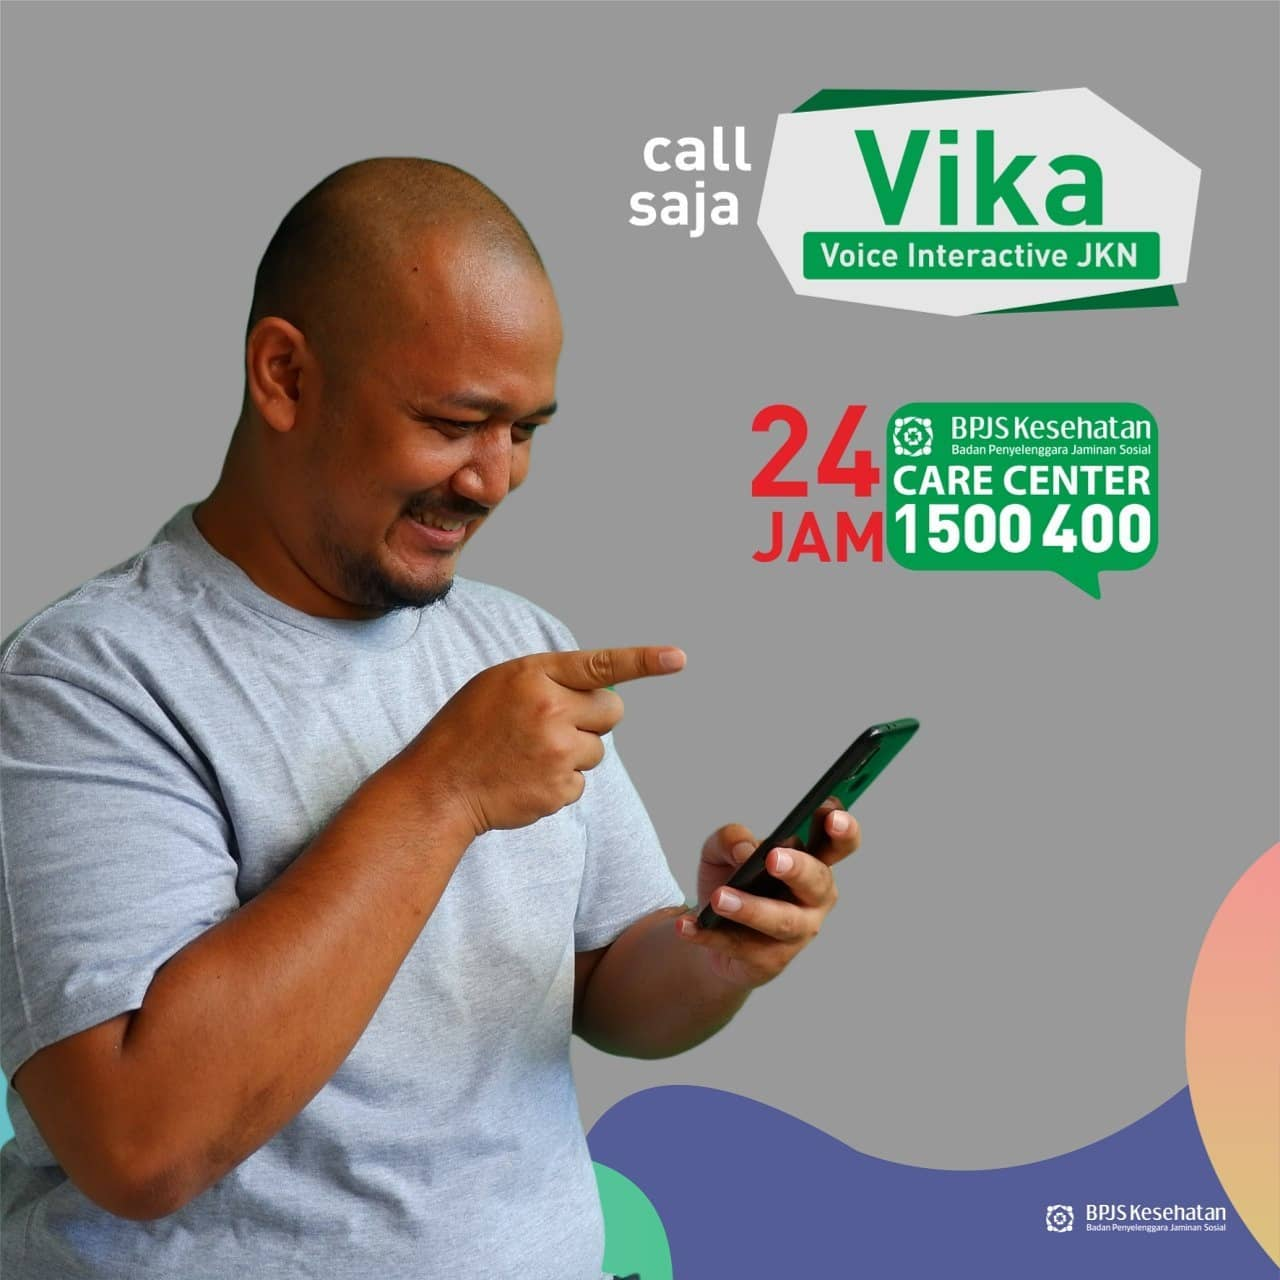 call
saja
Vika
Voice Interactive JKN
24
JAM
BPJS Kesehatan
Badan Penyelenggara Jaminan Sosial
CARE CENTER
1500 400
BPJS Kesehatan
Badan Penyelenggara Jaminan Sosial